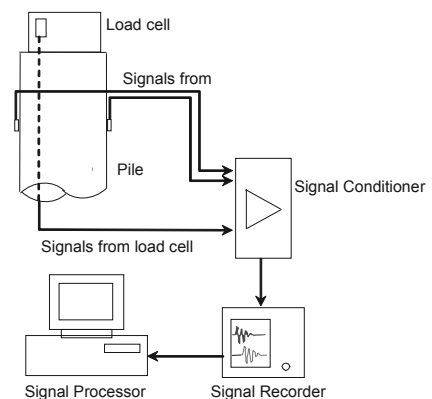 Load cell
Signals from
Pile
Signal Conditioner
Signals from load cell
Signal Processor
Signal Recorder